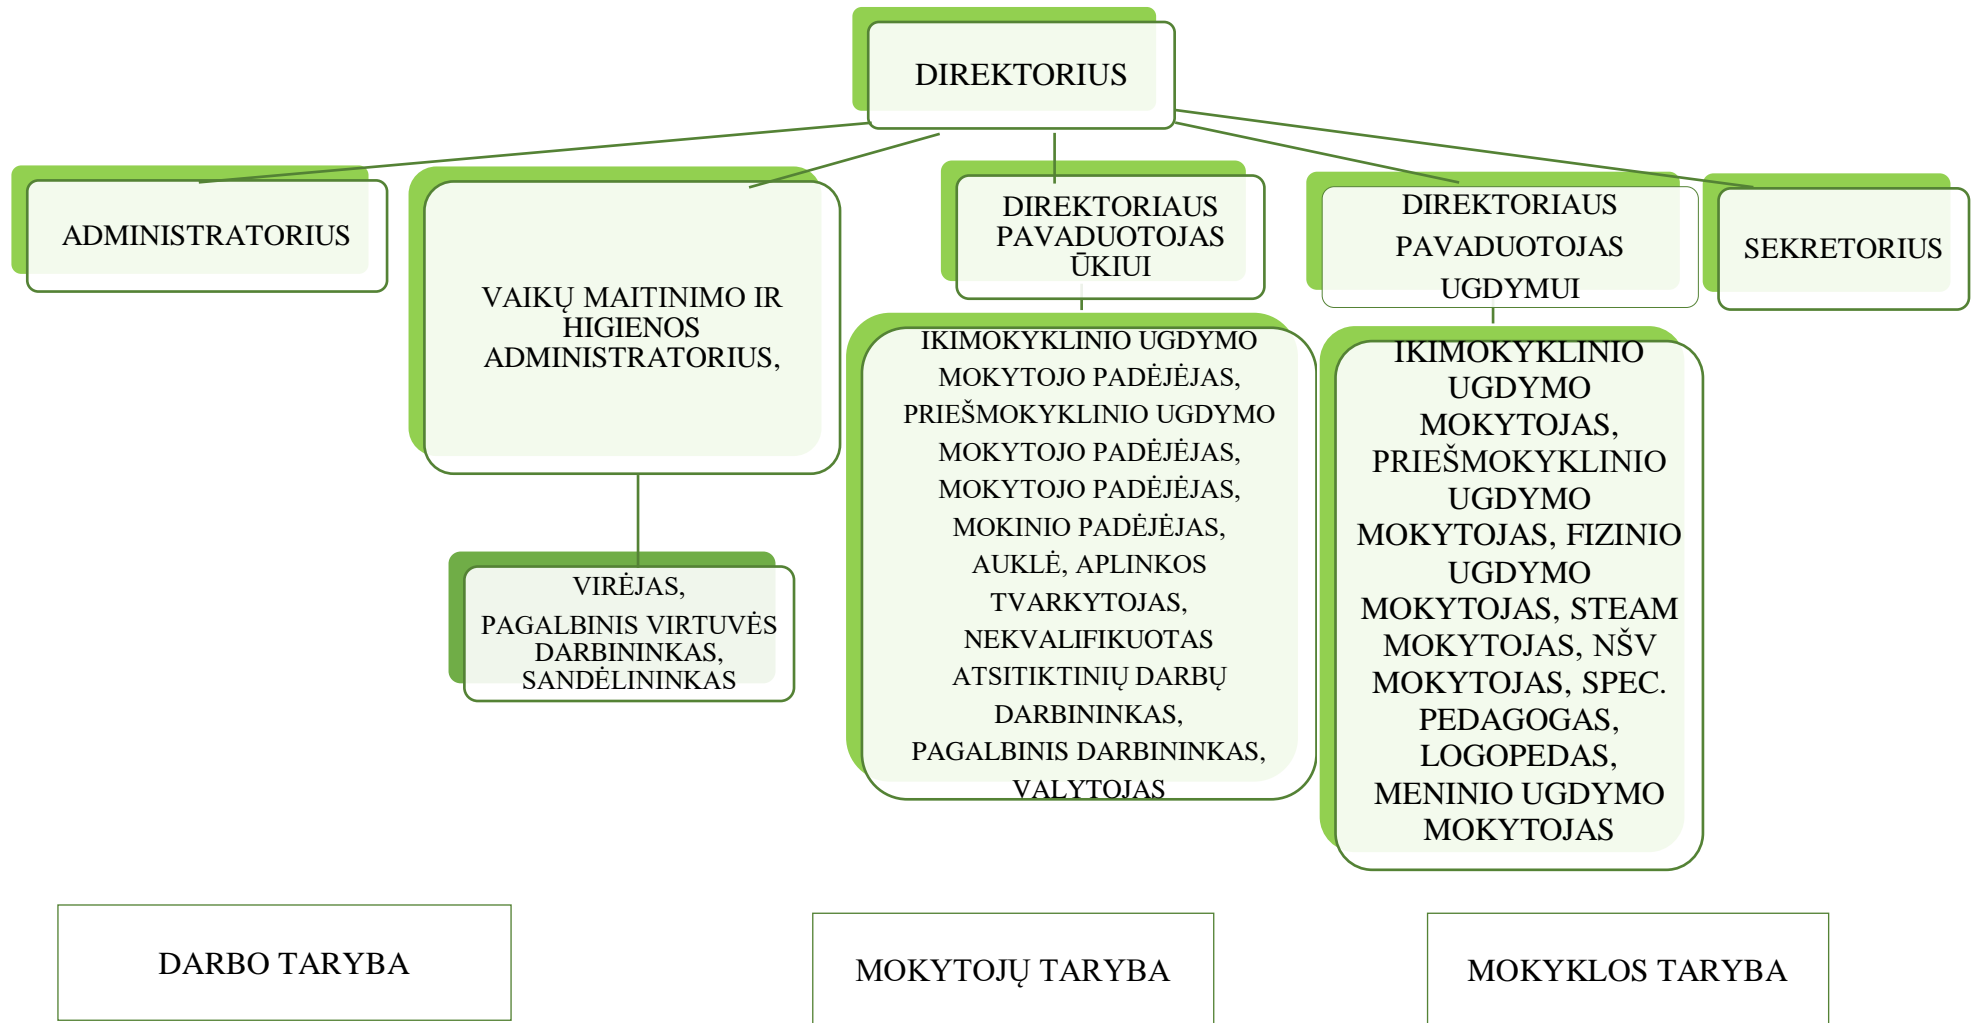 DIREKTORIUS
ADMINISTRATORIUS
VAIKŲ MAITINIMO IR
HIGIENOS
ADMINISTRATORIUS,
DIREKTORIAUS
PAVADUOTOJAS
ŪKIUI
DIREKTORIAUS
PAVADUOTOJAS
UGDYMUI
SEKRETORIUS
VIRĖJAS,
PAGALBINIS VIRTUVĖS
DARBININKAS,
SANDĖLININKAS
IKIMOKYKLINIO UGDYMO
MOKYTOJO PADĖJĖJAS,
PRIEŠMOKYKLINIO UGDYMO
MOKYTOJO PADĖJĖJAS,
MOKYTOJO PADĖJĖJAS,
MOKINIO PADĖJĖJAS,
AUKLĖ, APLINKOS
TVARKYTOJAS,
NEKVALIFIKUOTAS
ATSITIKTINIŲ DARBŲ
DARBININKAS,
PAGALBINIS DARBININKAS,
VALYTOJAS
IKIMOKYKLINIO
UGDYMO
MOKYTOJAS,
PRIEŠMOKYKLINIO
UGDYMO
MOKYTOJAS, FIZINIO
UGDYMO
MOKYTOJAS, STEAM
MOKYTOJAS, NŠV
MOKYTOJAS, SPEC.
PEDAGOGAS,
LOGOPEDAS,
MENINIO UGDYMO
MOKYTOJAS
DARBO TARYBA
MOKYTOJŲ TARYBA
MOKYKLOS TARYBA